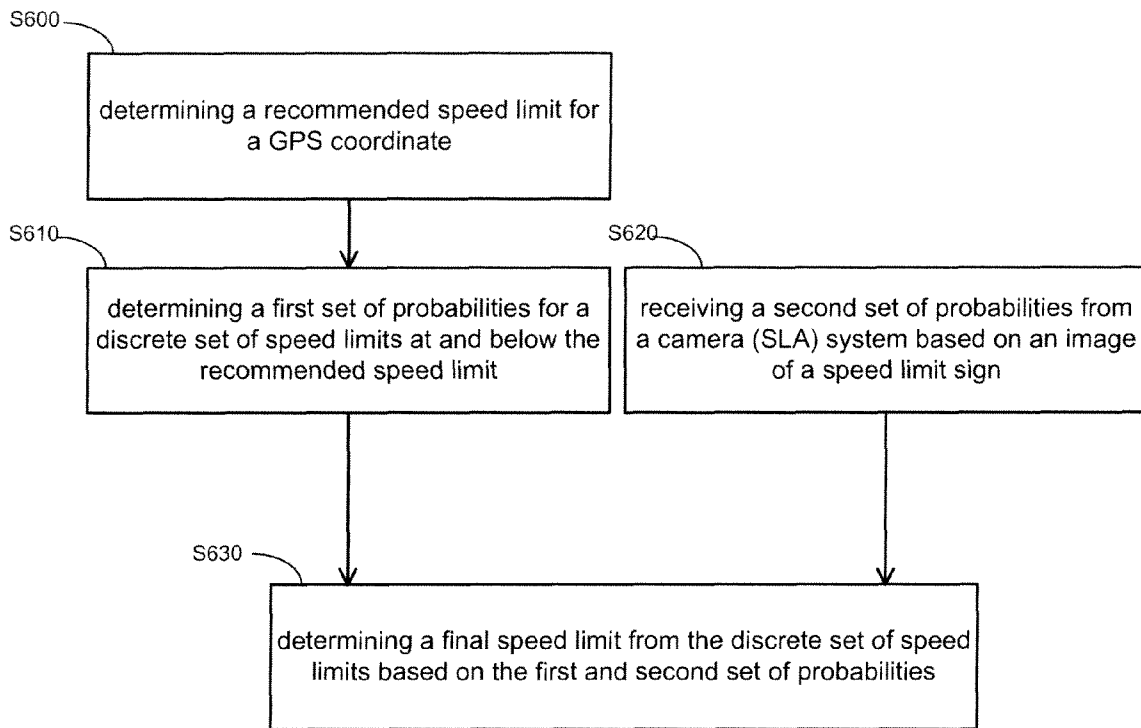 S600
determining a recommended speed limit for
a GPS coordinate
S610
determining a first set of probabilities for a
discrete set of speed limits at and below the
recommended speed limit
S620
receiving a second set of probabilities from
a camera (SLA) system based on an image
of a speed limit sign
S630
determining a final speed limit from the discrete set of speed
limits based on the first and second set of probabilities